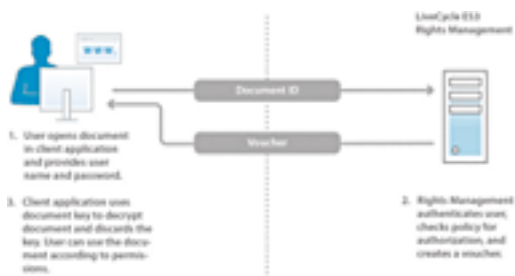 LiveCycle ES3
Rights Management
www.
Document ID
Voucher
1. User opens document
in client application
and provides user
name and password.
3. Client application uses
document key to decrypt
document and discards the
key. User can use the docu-
ment according to permis-
sions.
2. Rights Management
authenticates user,
checks policy for
authorization, and
creates a voucher.